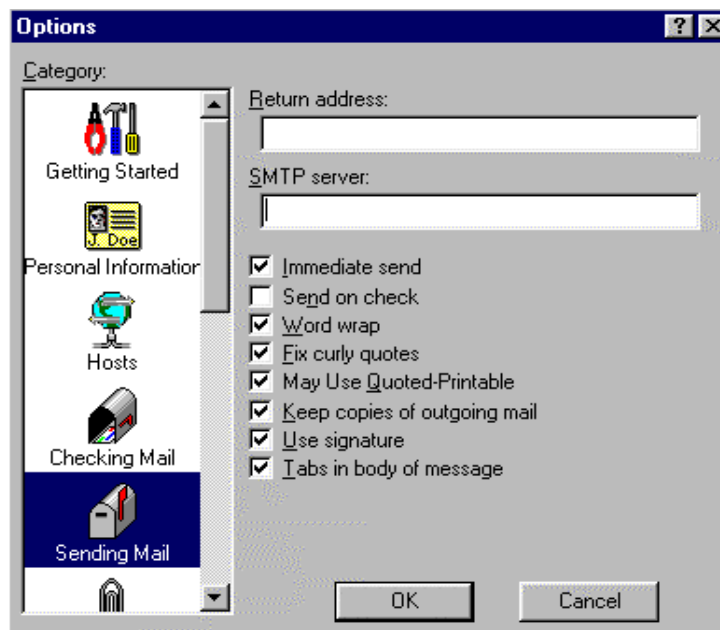 Options
Category:
Getting Started
J. Doe
Personal Information
Hosts
Checking Mail
Sending Mail
Return address:
SMTP server:
Immediate send
Send on check
Word wrap
Fix curly quotes
May Use Quoted-Printable
Keep copies of outgoing mail
Use signature
Tabs in body of message
OK
Cancel